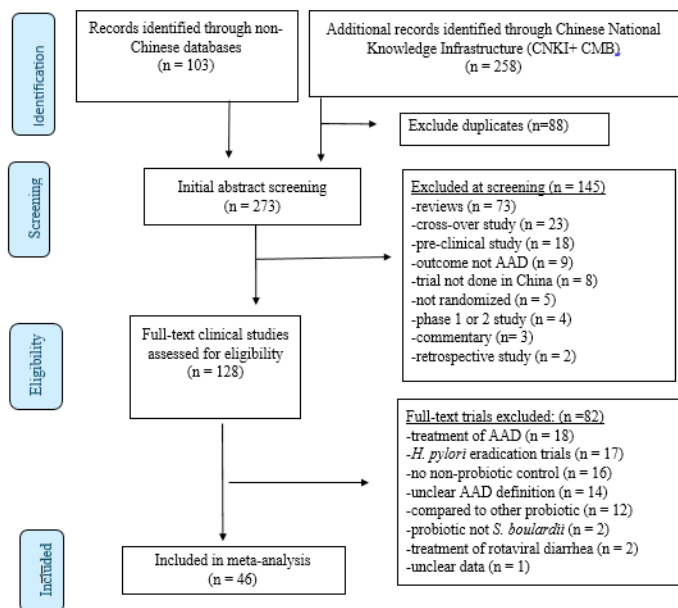 Identification
Records identified through non-
Chinese databases
(n = 103)
Additional records identified through Chinese National
Knowledge Infrastructure (CNKI+ CMB)
(n = 258)
Exclude duplicates (n=88)
Screening
Initial abstract screening
(n = 273)
Excluded at screening (n = 145)
-reviews (n = 73)
-cross-over study (n = 23)
-pre-clinical study (n = 18)
-outcome not AAD (n = 9)
-trial not done in China (n = 8)
-not randomized (n = 5)
-phase 1 or 2 study (n = 4)
-commentary (n= 3)
-retrospective study (n = 2)
Eligibility
Full-text clinical studies
assessed for eligibility
(n = 128)
Full-text trials excluded: (n =82)
-treatment of AAD (n = 18)
-H. pylori eradication trials (n = 17)
-no non-probiotic control (n = 16)
-unclear AAD definition (n = 14)
-compared to other probiotic (n = 12)
-probiotic not S. boulardii (n = 2)
-treatment of rotaviral diarrhea (n = 2)
-unclear data (n = 1)
Included
Included in meta-analysis
(n = 46)